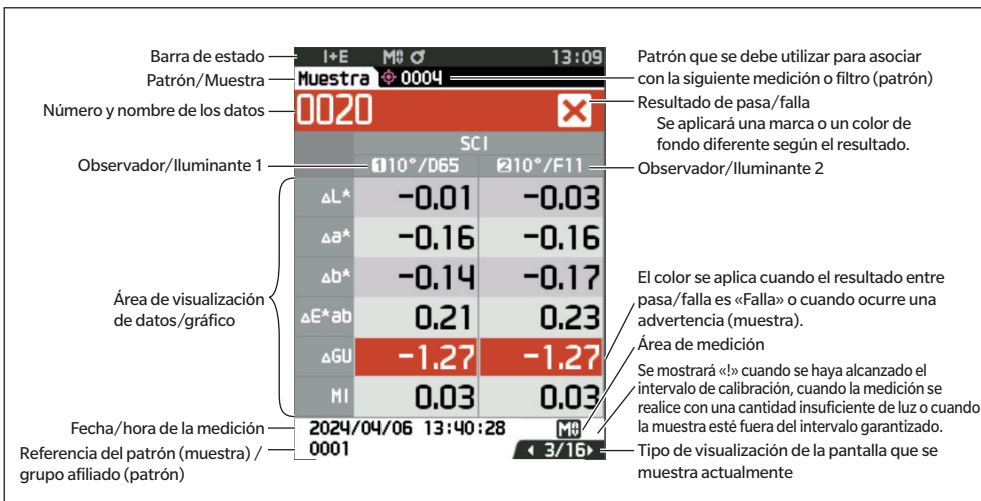 Barra de estado
Patrón/Muestra
Número y nombre de los datos
Observador/Iluminante 1
Área de visualización
de datos/gráfico
Fecha/hora de la medición
Referencia del patrón (muestra) /
grupo afiliado (patrón)
I+E M 13:09
Muestra 0004
0020
SCI
1 10°/D65 2 10°/F11
ΔL* -0.01 -0.03
Δa* -0.16 -0.16
Δb* -0.14 -0.17
ΔE*ab 0.21 0.23
ΔGU -1.27 -1.27
MI 0.03 0.03
2024/04/06 13:40:28 M
0001 3/16
Patrón que se debe utilizar para asociar
con la siguiente medición o filtro (patrón)
Resultado de pasa/falla
Se aplicará una marca o un color de
fondo diferente según el resultado.
Observador/Iluminante 2
El color se aplica cuando el resultado entre
pasa/falla es «Falla» o cuando ocurre una
advertencia (muestra).
Área de medición
Se mostrará «!» cuando se haya alcanzado el
intervalo de calibración, cuando la medición se
realice con una cantidad insuficiente de luz o cuando
la muestra esté fuera del intervalo garantizado.
Tipo de visualización de la pantalla que se
muestra actualmente